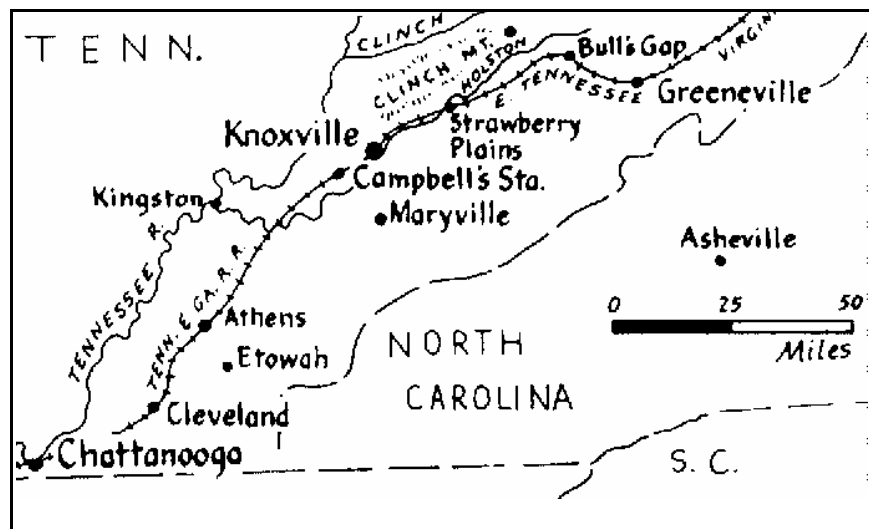 TENN.
CLINCH
CLINCH MT.
HOLSTON
Bull's Gap
VIRGIN
E. TENNESSEE
Greeneville
Knoxville
Strawberry
Plains
Campbell's Sta.
Kingston
Maryville
TENNESSEE R.
Asheville
0 25 50
Miles
TENN. E GA. R. R.
Athens
Etowah
NORTH
CAROLINA
Cleveland
Chattanooga
S. C.